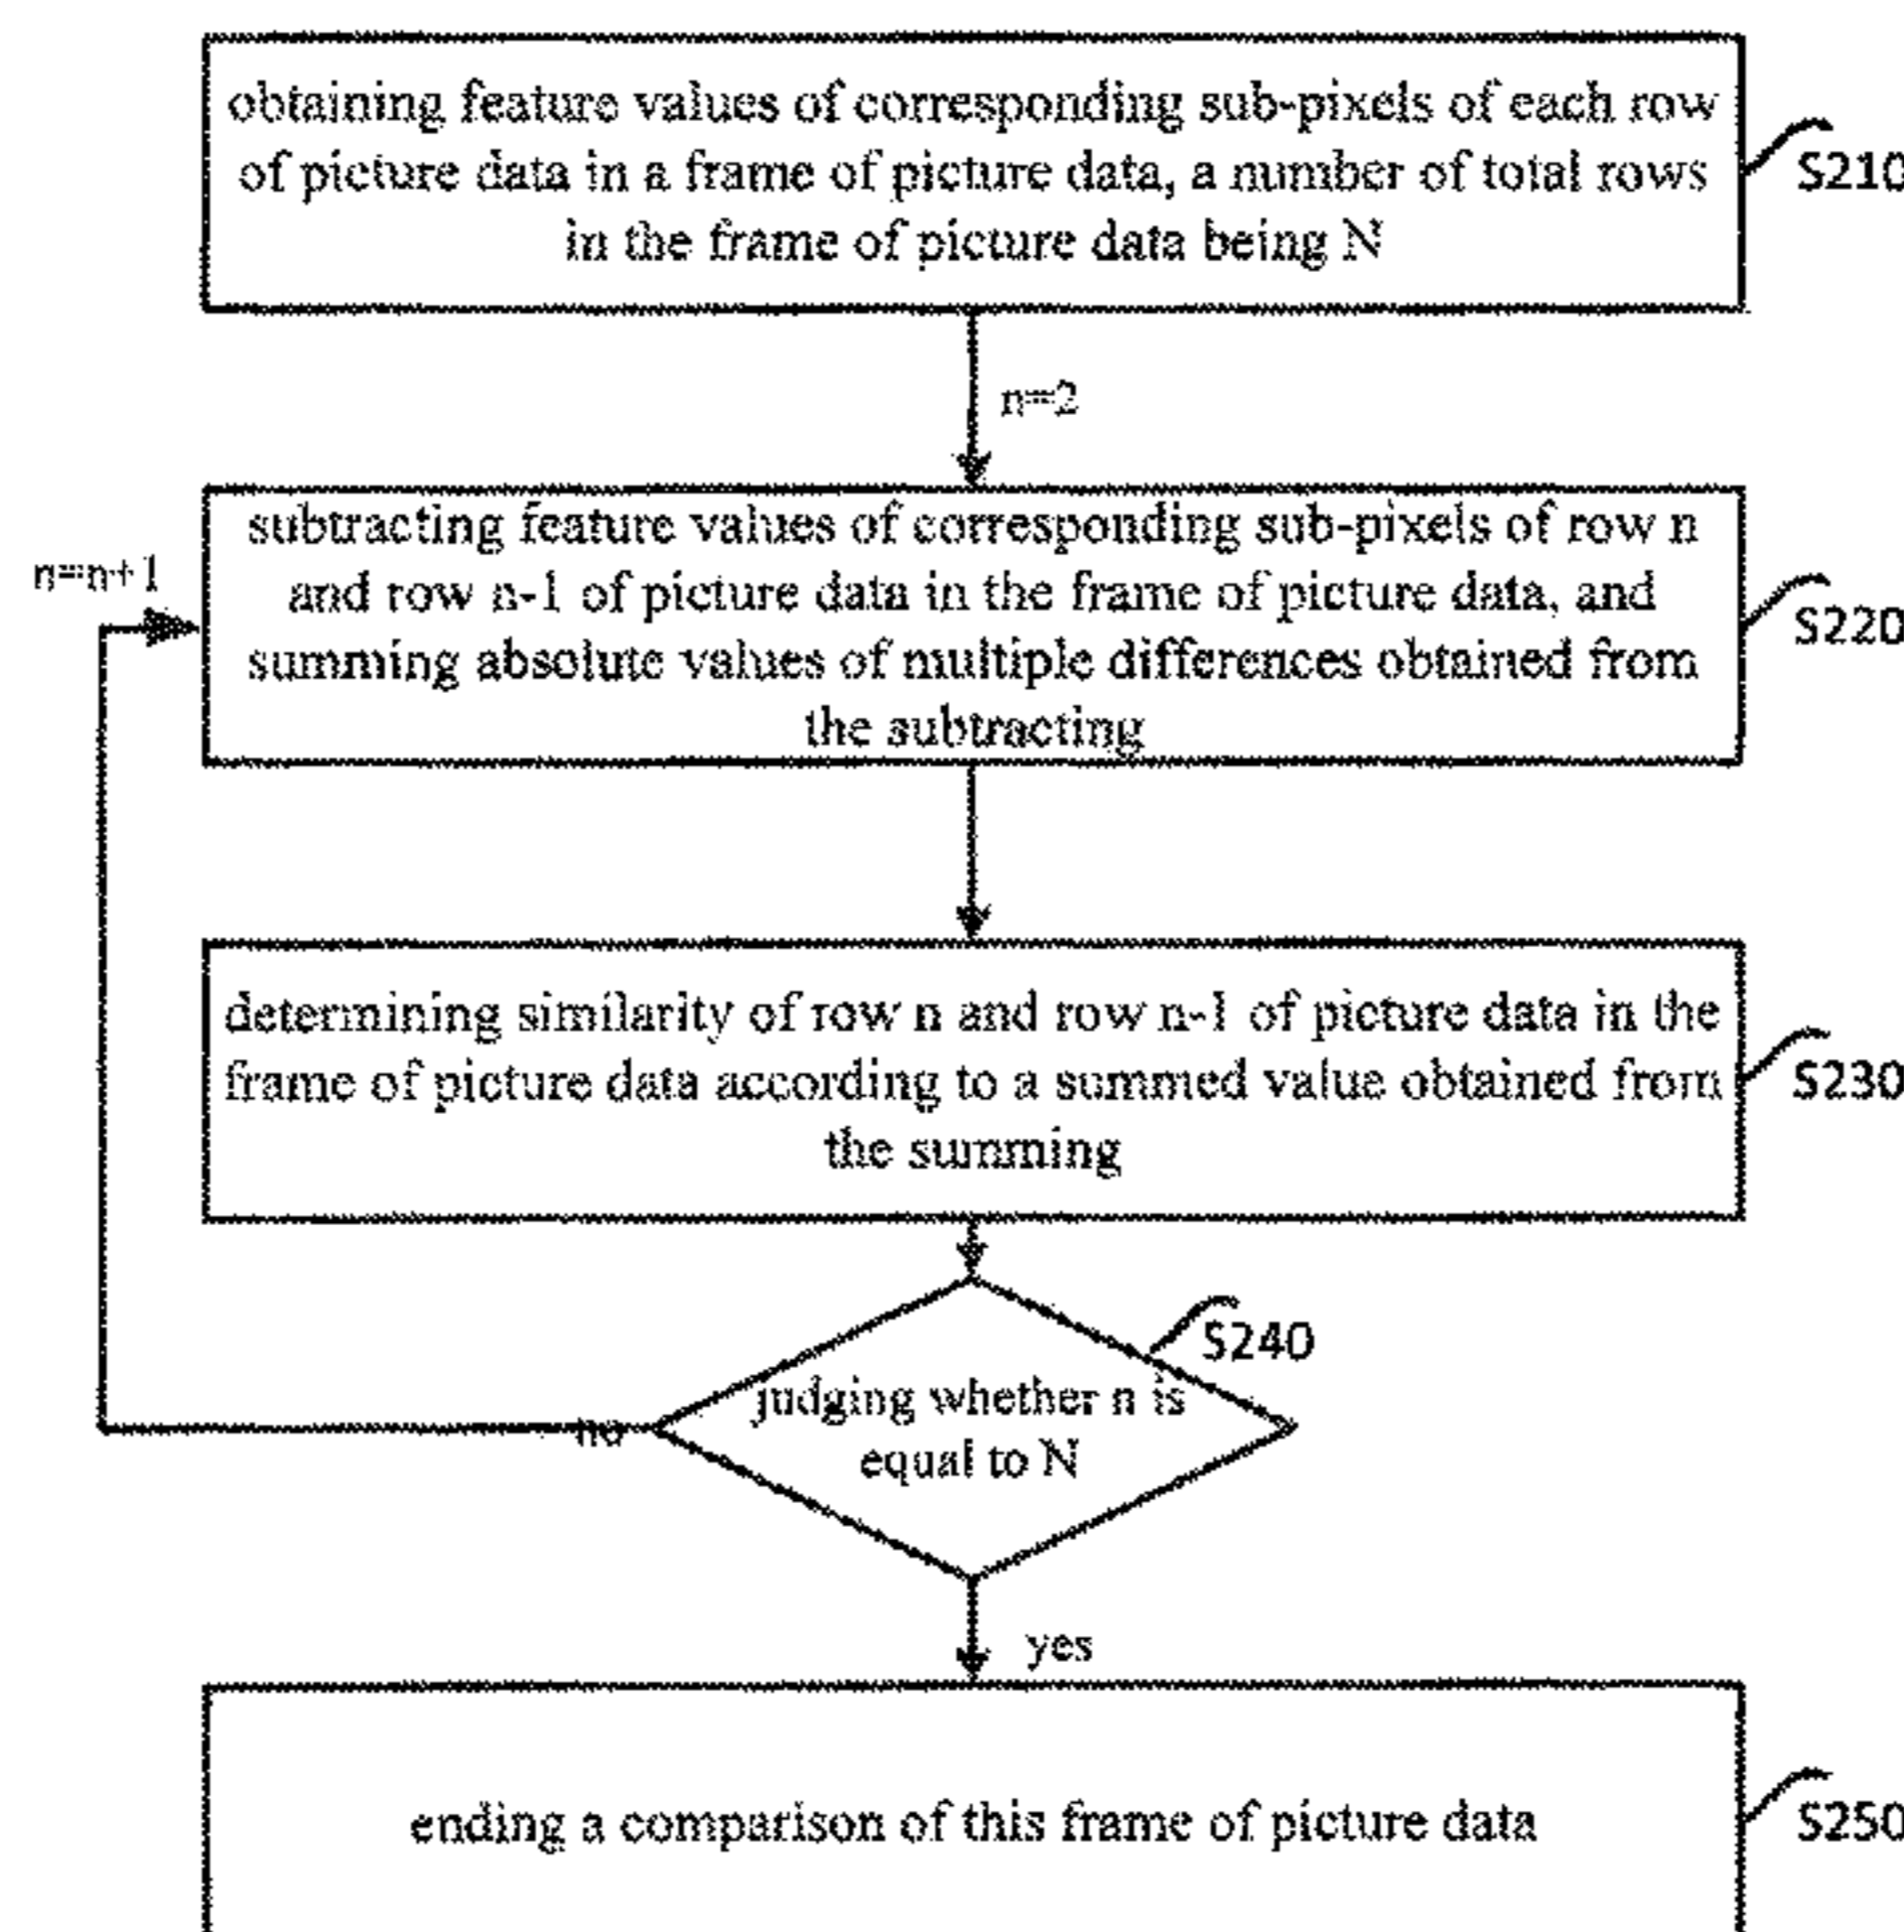 obtaining feature values of corresponding sub-pixels of each row
of picture data in a frame of picture data, a number of total rows
in the frame of picture data being N
S210
n=2
subtracting feature values of corresponding sub-pixels of row n
and row n-1 of picture data in the frame of picture data, and
summing absolute values of multiple differences obtained from
the subtracting
S220
n=n+1
determining similarity of row n and row n-1 of picture data in the
frame of picture data according to a summed value obtained from
the summing
S230
S240
judging whether n is
equal to N
no
yes
ending a comparison of this frame of picture data
S250